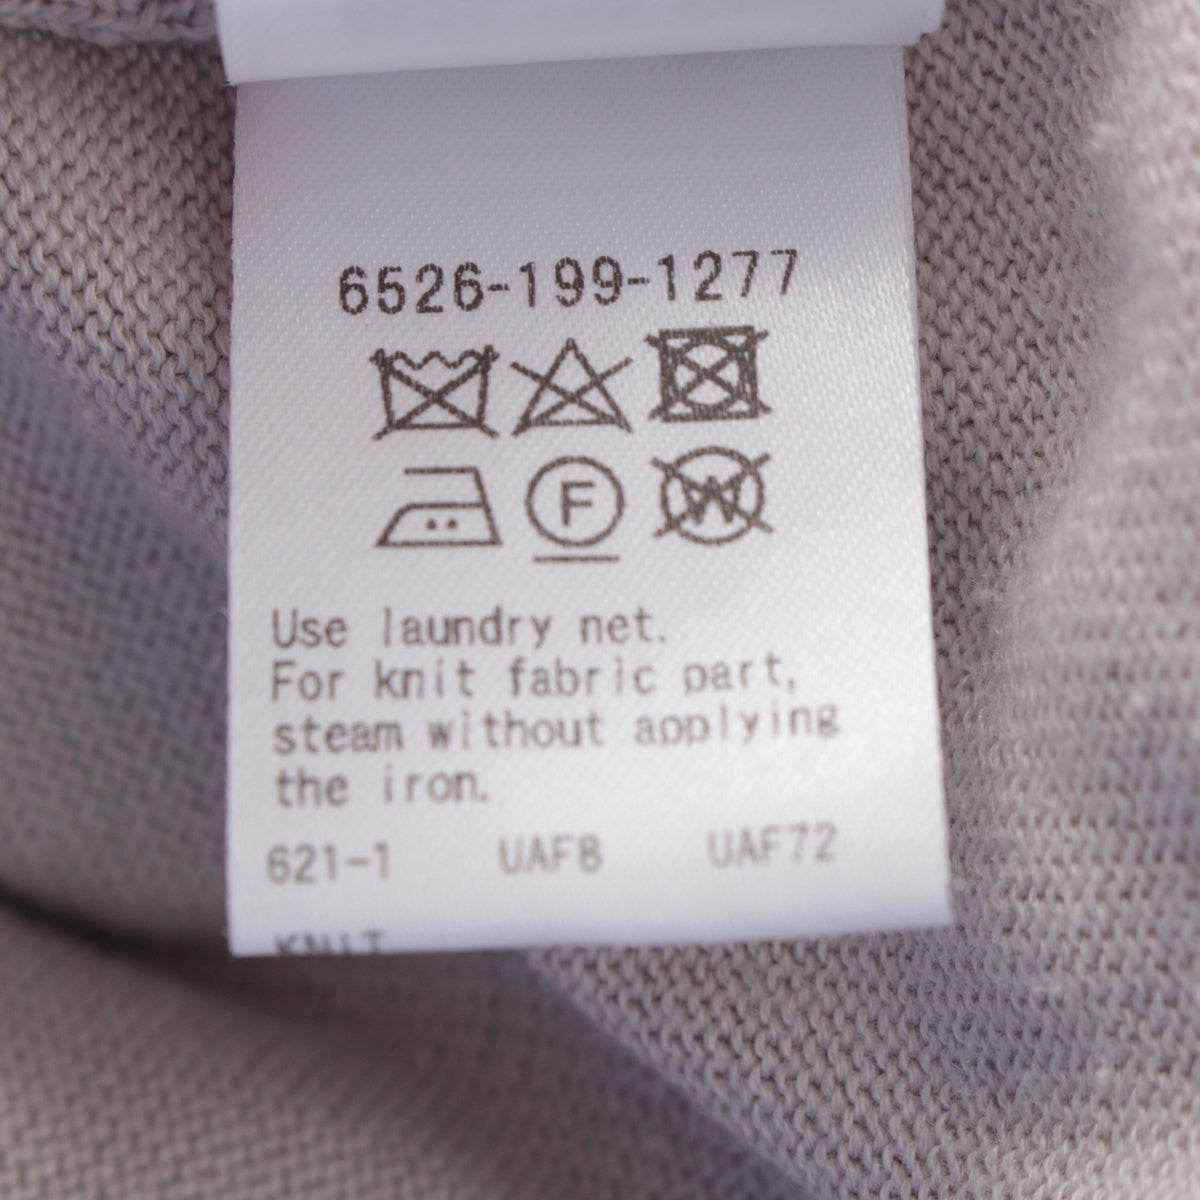 6526-199-1277
F
W
Use laundry net.
For knit fabric part,
steam without applying
the iron.
621-1 UAF8 UAF72
KNIT